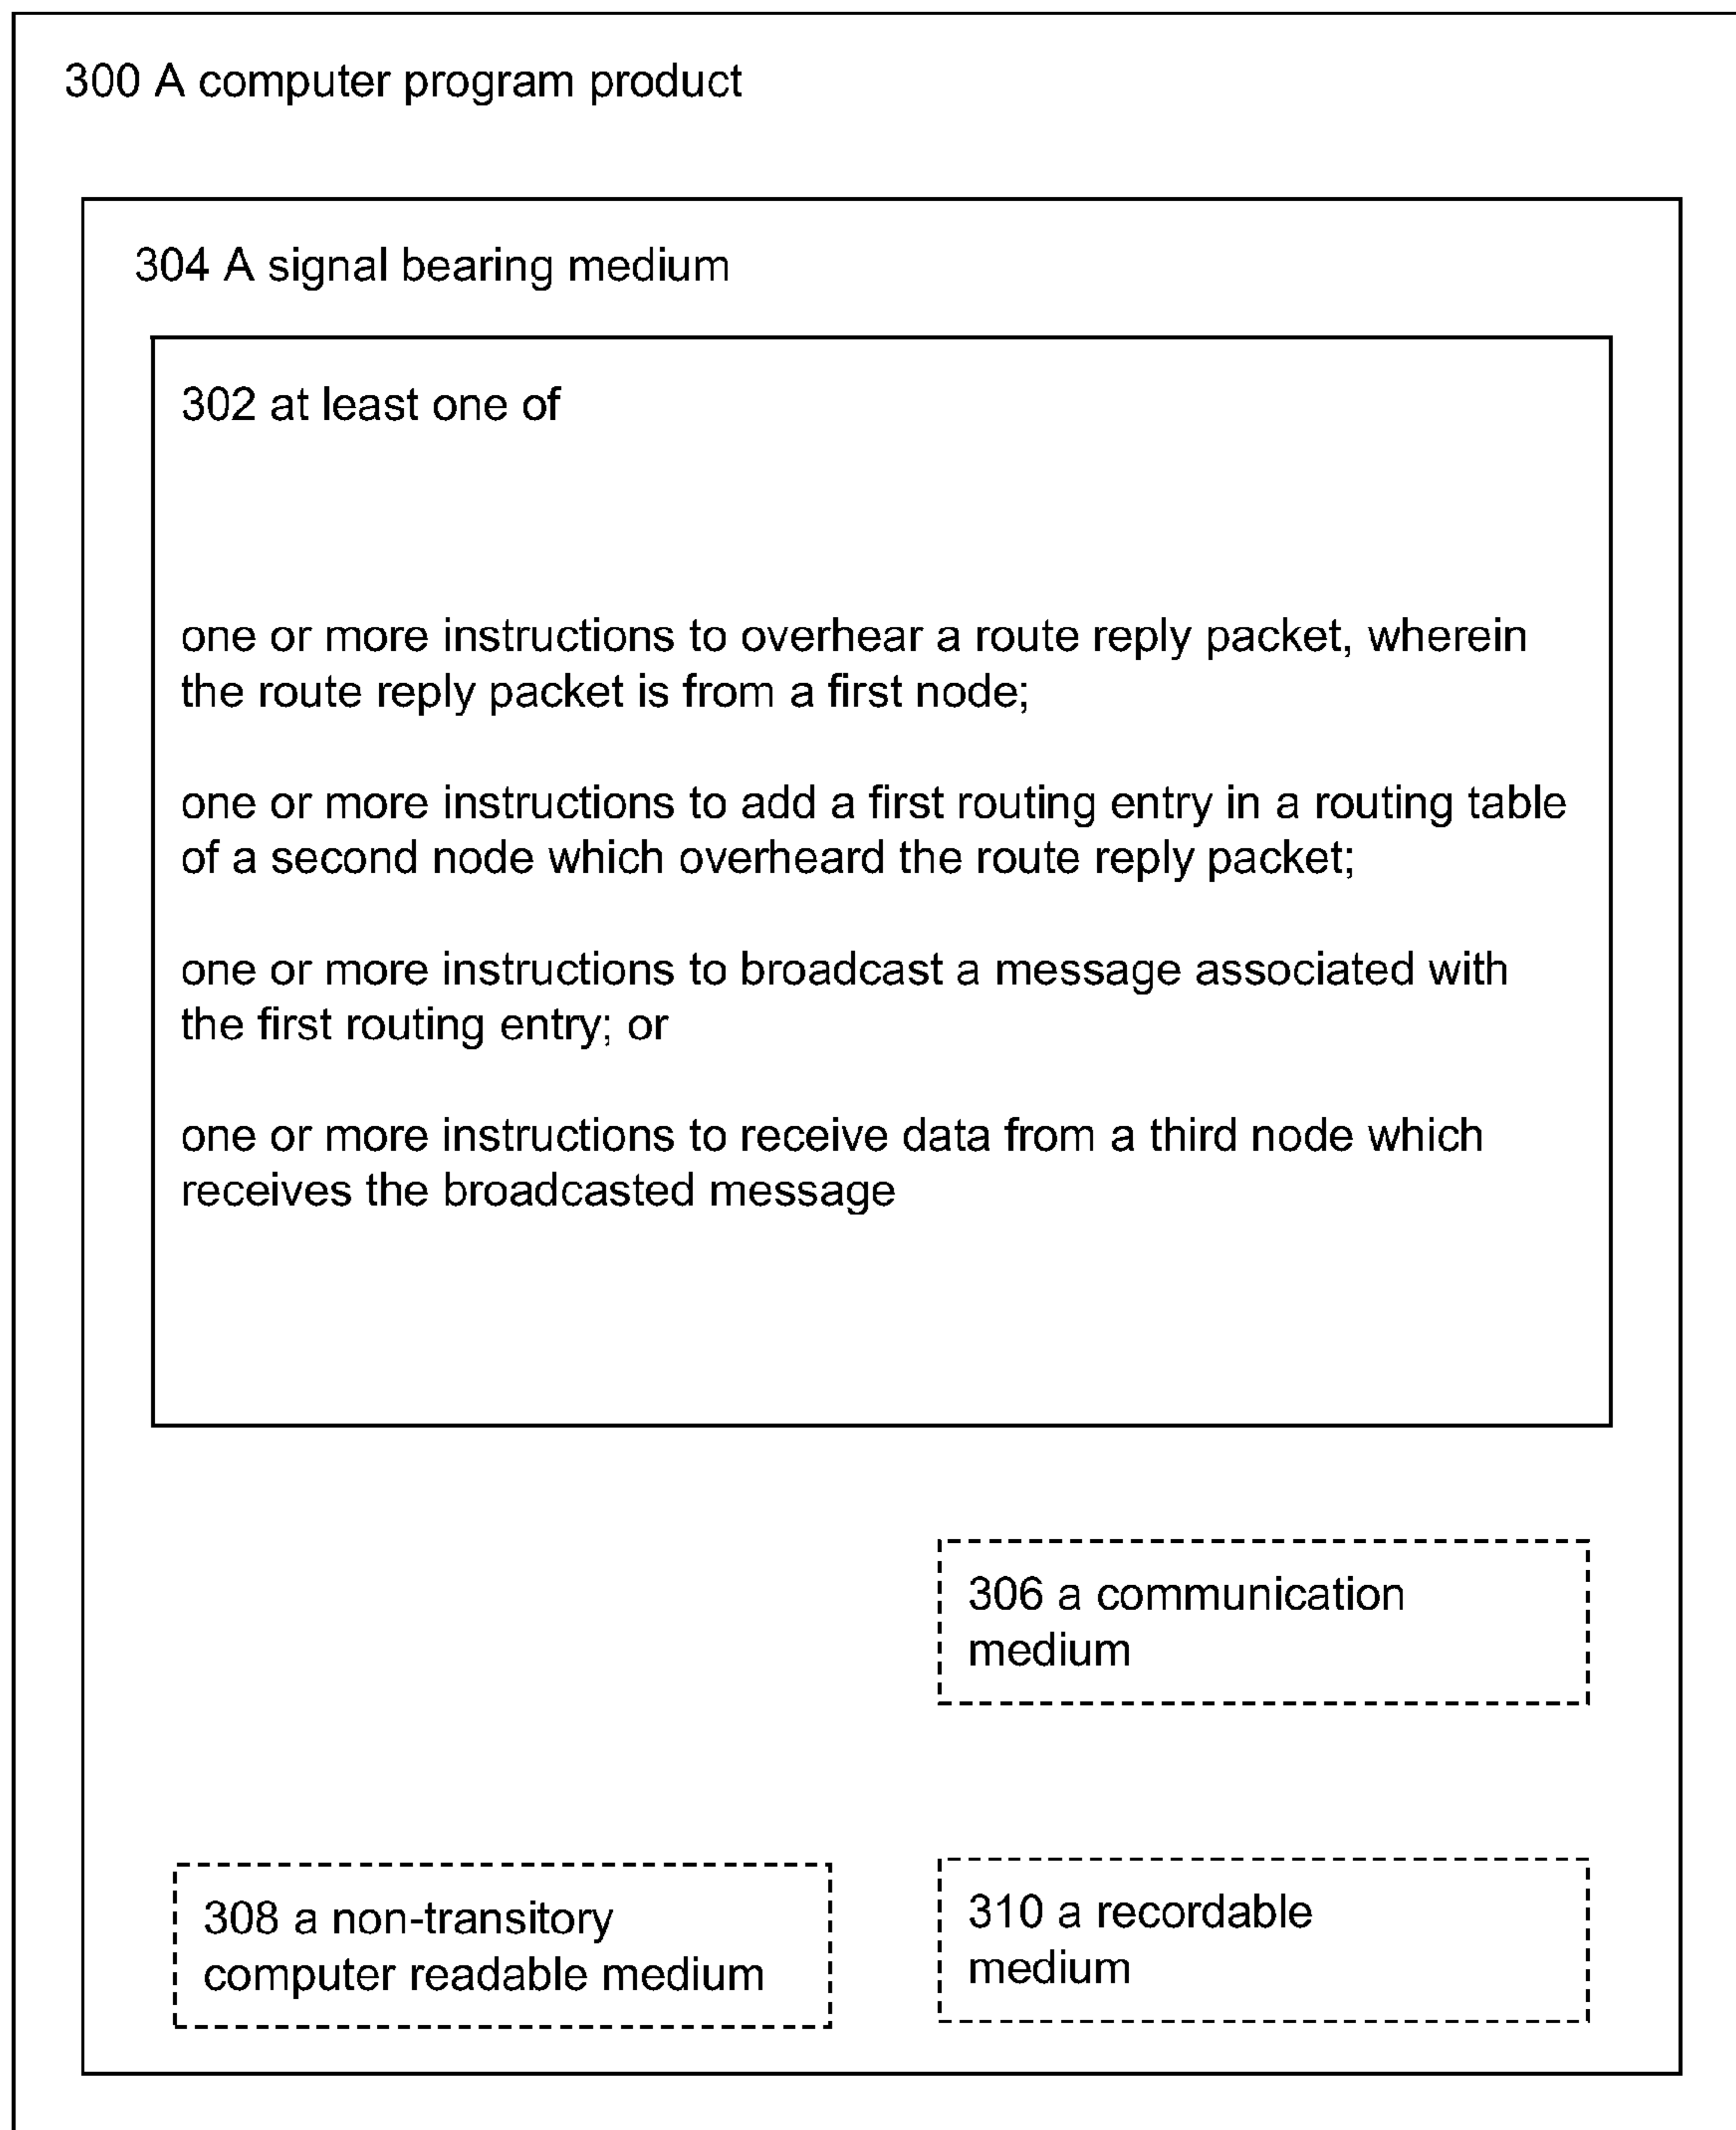 300 A computer program product
304 A signal bearing medium
302 at least one of
one or more instructions to overhear a route reply packet, wherein
the route reply packet is from a first node;
one or more instructions to add a first routing entry in a routing table
of a second node which overheard the route reply packet;
one or more instructions to broadcast a message associated with
the first routing entry; or
one or more instructions to receive data from a third node which
receives the broadcasted message
306 a communication
medium
308 a non-transitory
computer readable medium
310 a recordable
medium